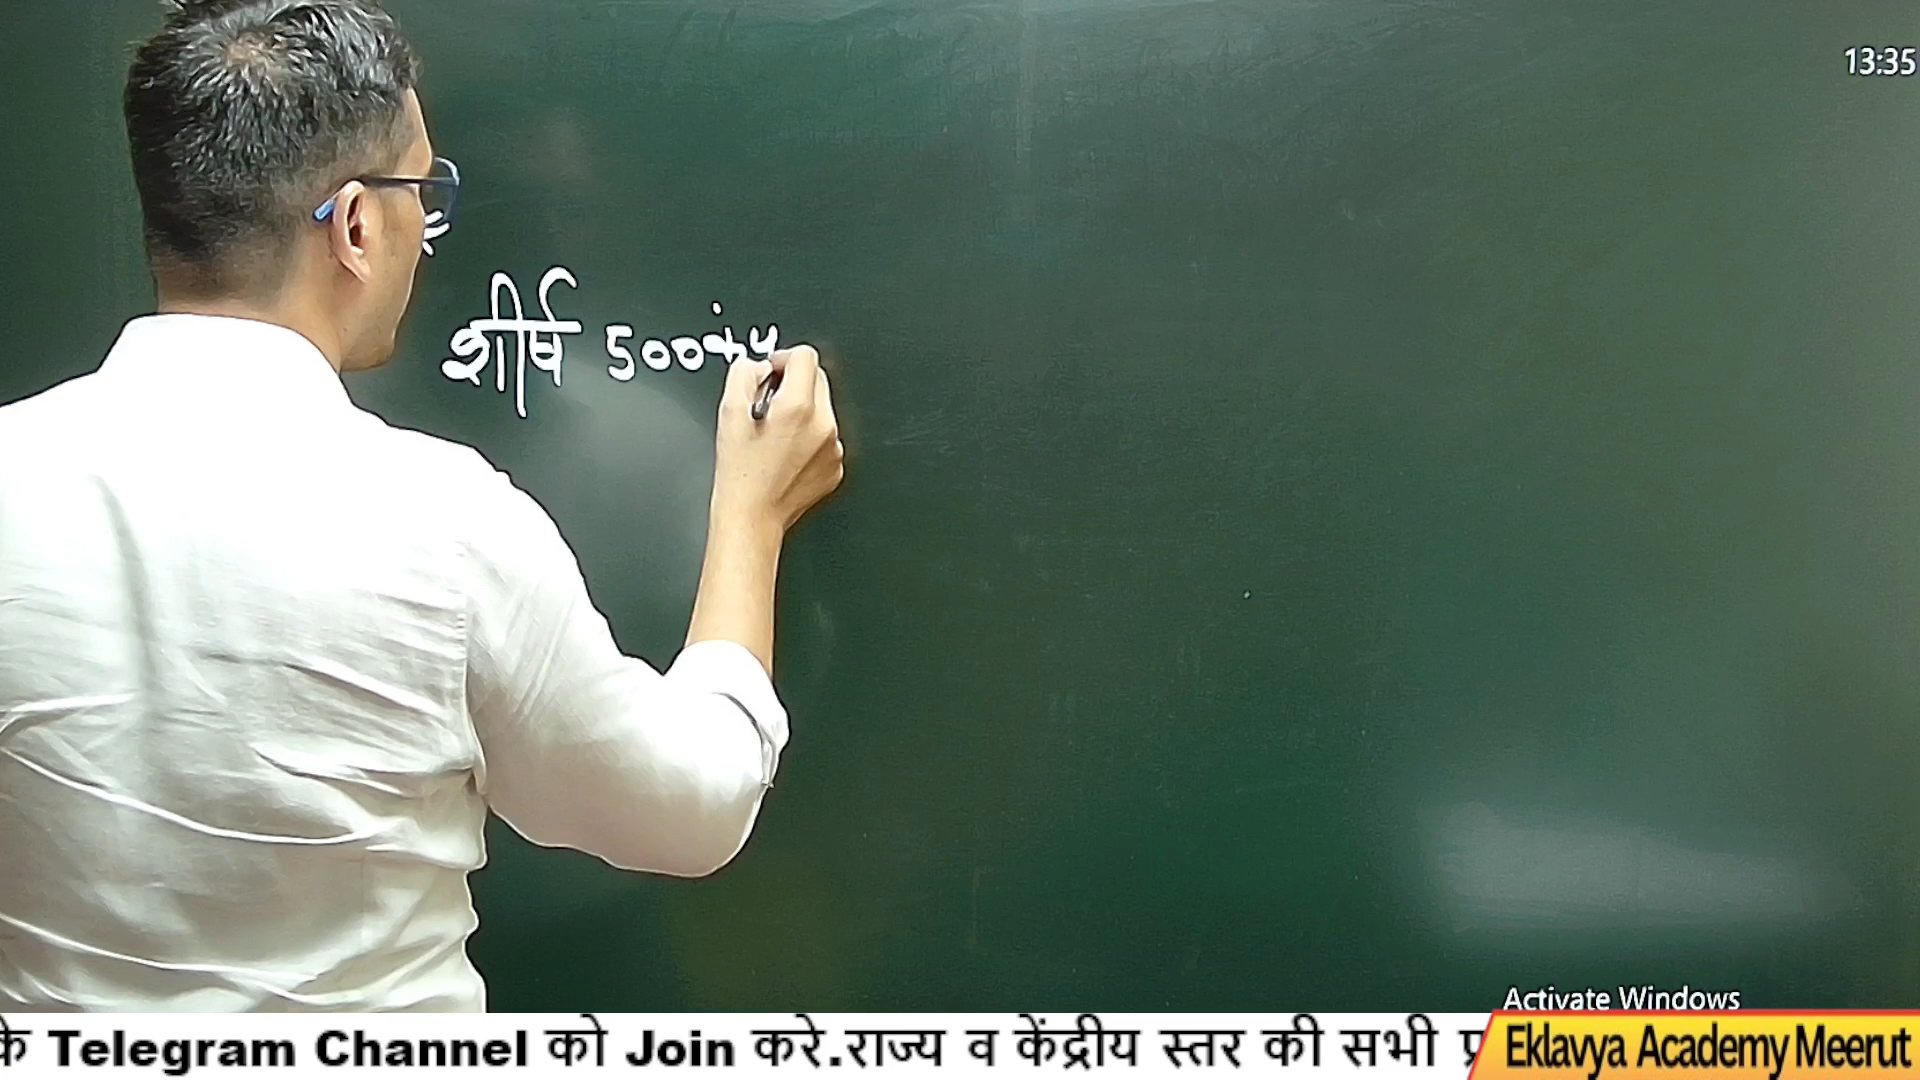 13:35
शीर्ष 500 कंप
Activate Windows
के Telegram Channel को Join करे.राज्य व केंद्रीय स्तर की सभी प्र
Eklavya Academy Meerut